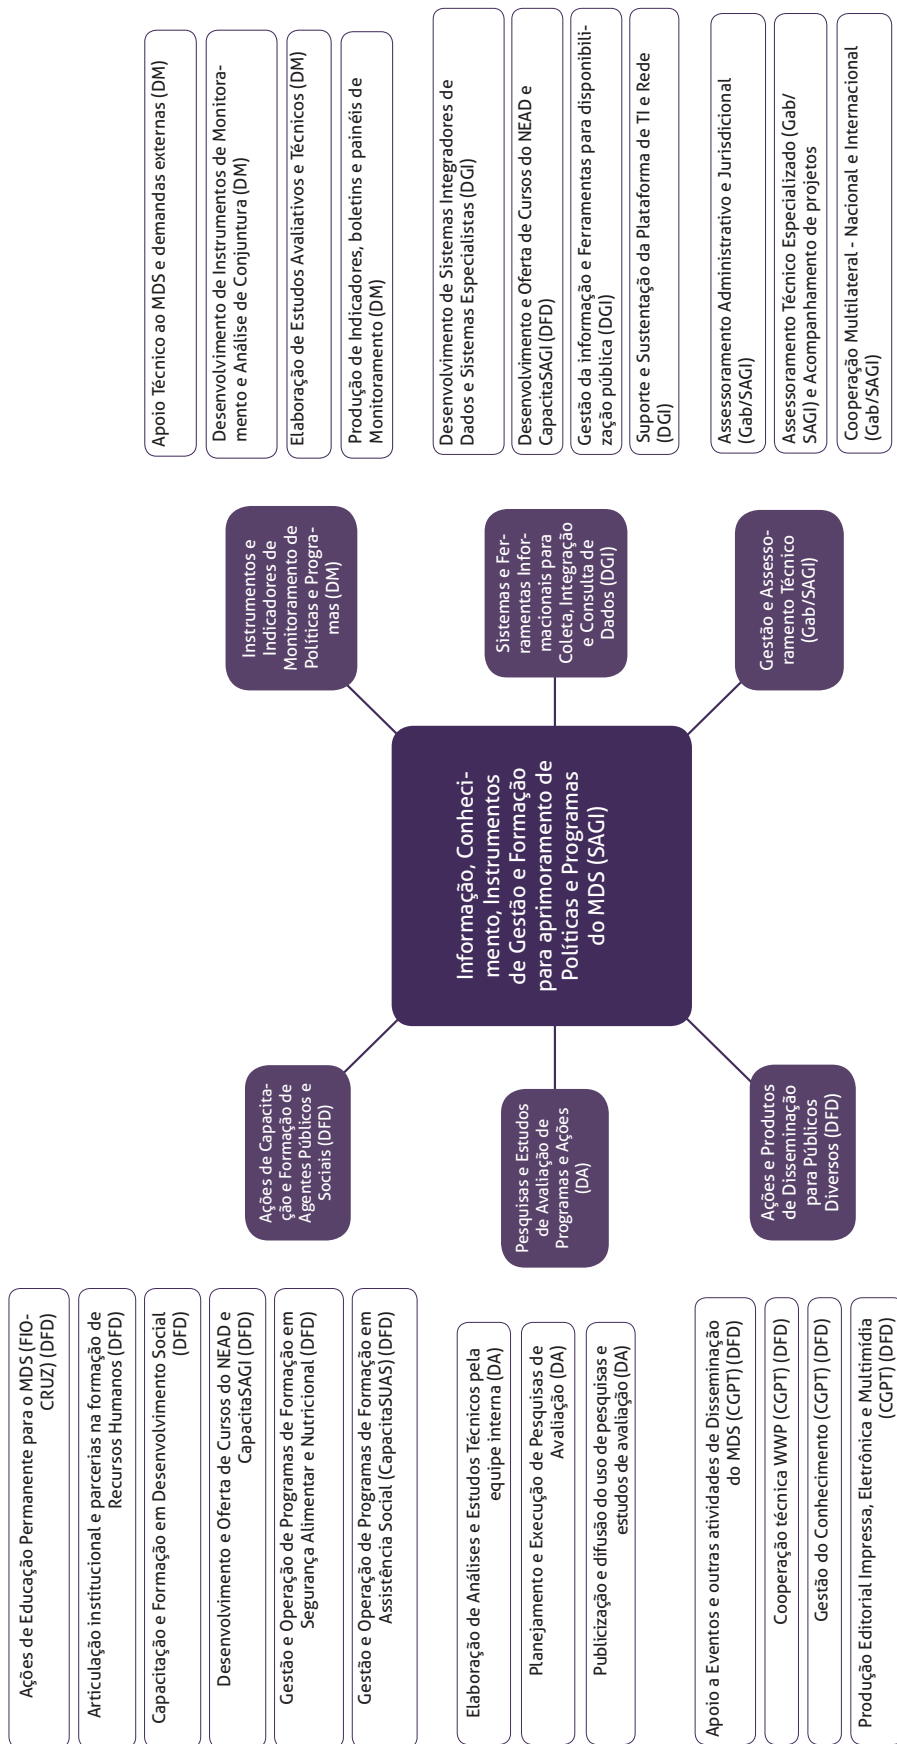 Ações de Educação Permanente para o MDS (FIO-
CRUZ) (DFD)
Articulação institucional e parcerias na formação de
Recursos Humanos (DFD)
Capacitação e Formação em Desenvolvimento Social
(DFD)
Desenvolvimento e Oferta de Cursos do NEAD e
CapacitaSAGI (DFD)
Gestão e Operação de Programas de Formação em
Segurança Alimentar e Nutricional (DFD)
Gestão e Operação de Programas de Formação em
Assistência Social (CapacitaSUAS) (DFD)
Elaboração de Análises e Estudos Técnicos pela
equipe interna (DA)
Planejamento e Execução de Pesquisas de
Avaliação (DA)
Publicização e difusão do uso de pesquisas e
estudos de avaliação (DA)
Apoio a Eventos e outras atividades de Disseminação
do MDS (CGPT) (DFD)
Cooperação técnica WWP (CGPT) (DFD)
Gestão do Conhecimento (CGPT) (DFD)
Produção Editorial Impressa, Eletrônica e Multimídia
(CGPT) (DFD)
Ações de Capacita-
ção e Formação de
Agentes Públicos e
Sociais (DFD)
Pesquisas e Estudos
de Avaliação de
Programas e Ações
(DA)
Ações e Produtos
de Disseminação
para Públicos
Diversos (DFD)
Informação, Conheci-
mento, Instrumentos
de Gestão e Formação
para aprimoramento de
Políticas e Programas
do MDS (SAGI)
Instrumentos e
Indicadores de
Monitoramento de
Políticas e Progra-
mas (DM)
Sistemas e Fer-
ramentas Infor-
macionais para
Coleta, Integração
e Consulta de
Dados (DGI)
Gestão e Assesso-
ramento Técnico
(Gab/SAGI)
Apoio Técnico ao MDS e demandas externas (DM)
Desenvolvimento de Instrumentos de Monitora-
mento e Análise de Conjuntura (DM)
Elaboração de Estudos Avaliativos e Técnicos (DM)
Produção de Indicadores, boletins e painéis de
Monitoramento (DM)
Desenvolvimento de Sistemas Integradores de
Dados e Sistemas Especialistas (DGI)
Desenvolvimento e Oferta de Cursos do NEAD e
CapacitaSAGI (DFD)
Gestão da informação e Ferramentas para disponibili-
zação pública (DGI)
Suporte e Sustentação da Plataforma de TI e Rede
(DGI)
Assessoramento Administrativo e Jurisdicional
(Gab/SAGI)
Assessoramento Técnico Especializado (Gab/
SAGI) e Acompanhamento de projetos
Cooperação Multilateral - Nacional e Internacional
(Gab/SAGI)